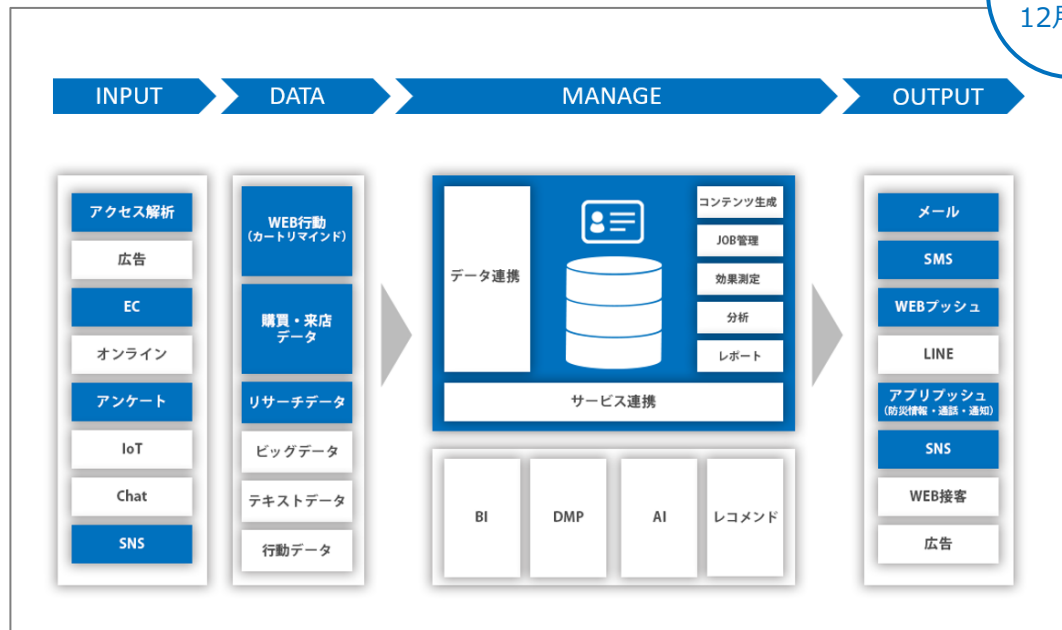 12月
INPUT
DATA
MANAGE
OUTPUT
アクセス解析
広告
EC
オンライン
アンケート
IoT
Chat
SNS
WEB行動
(カートリマインド)
購買・来店
データ
リサーチデータ
ビッグデータ
テキストデータ
行動データ
データ連携
コンテンツ生成
JOB管理
効果測定
分析
レポート
サービス連携
BI
DMP
AI
レコメンド
メール
SMS
WEBプッシュ
LINE
アプリプッシュ
(防災情報・通話・通知)
SNS
WEB接客
広告